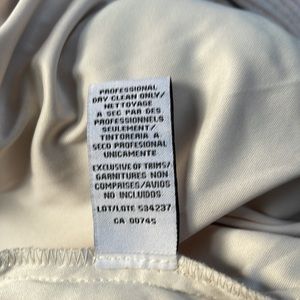 PROFESSIONAL
DRY CLEAN ONLY/
NETTOYAGE
A SEC PAR DES
PROFESSIONNELS
SEULEMENT/
TINTORERIA A
SECO PROFESIONAL
UNICAMENTE
EXCLUSIVE OF TRIMS/
GARNITURES NON
COMPRISES/AVIOS
NO INCLUIDOS
LOT/LOTE 534237
CA 00745